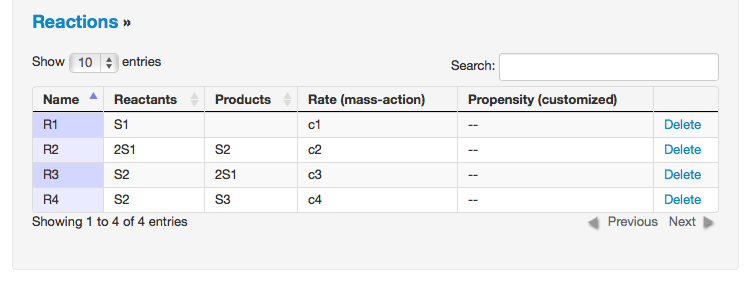 Reactions »
Show 10 entries
Search:
Name Reactants Products Rate (mass-action) Propensity (customized)
R1 S1 c1 -- Delete
R2 2S1 S2 c2 -- Delete
R3 S2 2S1 c3 -- Delete
R4 S2 S3 c4 -- Delete
Showing 1 to 4 of 4 entries Previous Next